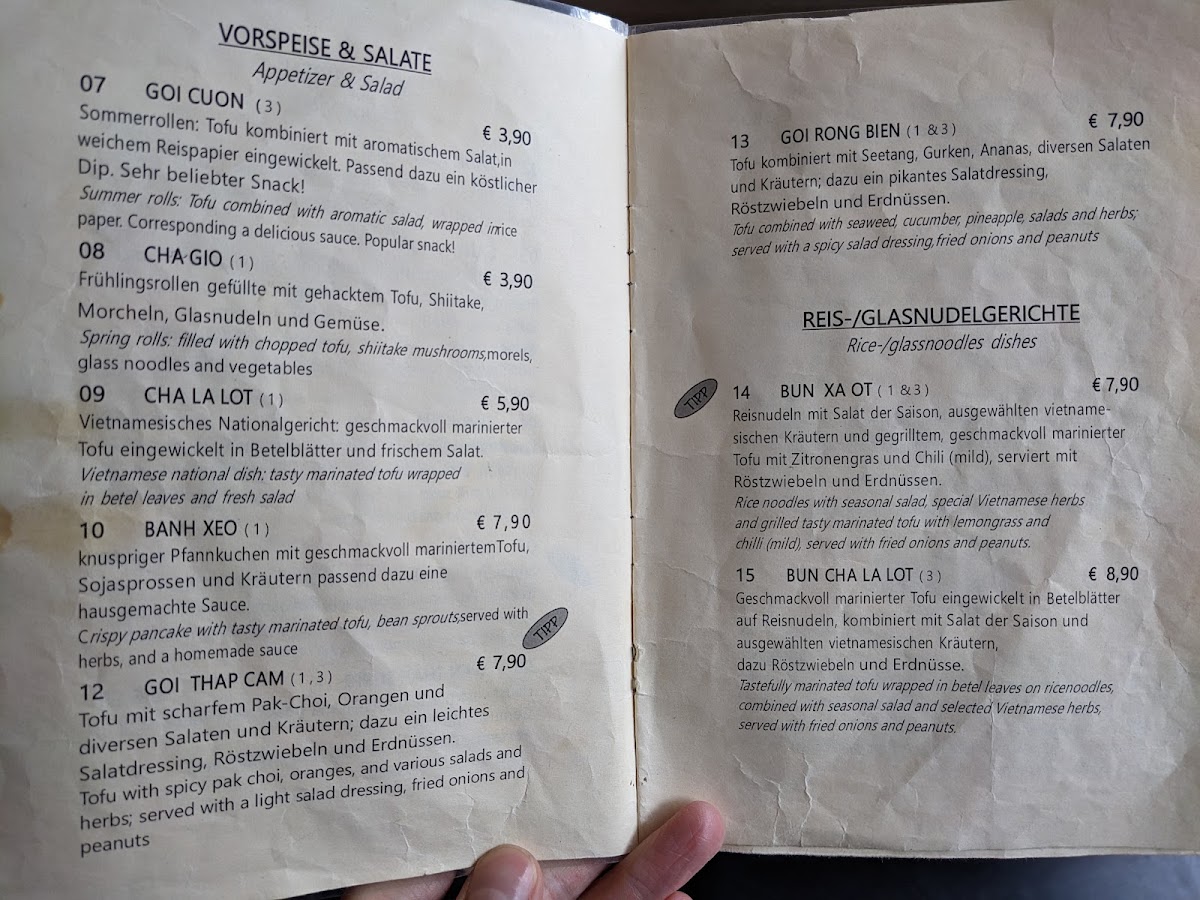 VORSPEISE & SALATE
Appetizer & Salad
07 GOI CUON (3)
€ 3,90
Sommerrollen: Tofu kombiniert mit aromatischem Salat,in
weichem Reispapier eingewickelt. Passend dazu ein köstlicher
Dip. Sehr beliebter Snack!
Summer rolls: Tofu combined with aromatic salad, wrapped inrice
paper. Corresponding a delicious sauce. Popular snack!
08 CHA GIO (1)
€ 3,90
Frühlingsrollen gefüllte mit gehacktem Tofu, Shiitake,
Morcheln, Glasnudeln und Gemüse.
Spring rolls: filled with chopped tofu, shiitake mushrooms,morels,
glass noodles and vegetables
09 CHA LA LOT (1)
€ 5,90
Vietnamesisches Nationalgericht: geschmackvoll marinierter
Tofu eingewickelt in Betelblätter und frischem Salat.
Vietnamese national dish: tasty marinated tofu wrapped
in betel leaves and fresh salad
10 BANH XEO (1)
€ 7,90
knuspriger Pfannkuchen mit geschmackvoll mariniertemTofu,
Sojasprossen und Kräutern passend dazu eine
hausgemachte Sauce.
Crispy pancake with tasty marinated tofu, bean sprouts,served with
herbs, and a homemade sauce
TIPP
12 GOI THAP CAM (1,3)
€ 7,90
Tofu mit scharfem Pak-Choi, Orangen und
diversen Salaten und Kräutern; dazu ein leichtes
Salatdressing, Röstzwiebeln und Erdnüssen.
Tofu with spicy pak choi, oranges, and various salads and
herbs; served with a light salad dressing, fried onions and
peanuts
13 GOI RONG BIEN (1 &3)
€ 7,90
Tofu kombiniert mit Seetang, Gurken, Ananas, diversen Salaten
und Kräutern; dazu ein pikantes Salatdressing,
Röstzwiebeln und Erdnüssen.
Tofu combined with seaweed, cucumber, pineapple, salads and herbs;
served with a spicy salad dressing,fried onions and peanuts
REIS-/GLASNUDELGERICHTE
Rice-/glassnoodles dishes
TIPP
14 BUN XA OT (1 &3)
€ 7,90
Reisnudeln mit Salat der Saison, ausgewählten vietname-
sischen Kräutern und gegrilltem, geschmackvoll marinierter
Tofu mit Zitronengras und Chili (mild), serviert mit
Röstzwiebeln und Erdnüssen.
Rice noodles with seasonal salad, special Vietnamese herbs
and grilled tasty marinated tofu with lemongrass and
chilli (mild), served with fried onions and peanuts.
15 BUN CHA LA LOT (3)
€ 8,90
Geschmackvoll marinierter Tofu eingewickelt in Betelblätter
auf Reisnudeln, kombiniert mit Salat der Saison und
ausgewählten vietnamesischen Kräutern,
dazu Röstzwiebeln und Erdnüsse.
Tastefully marinated tofu wrapped in betel leaves on ricenoodles,
combined with seasonal salad and selected Vietnamese herbs,
served with fried onions and peanuts.